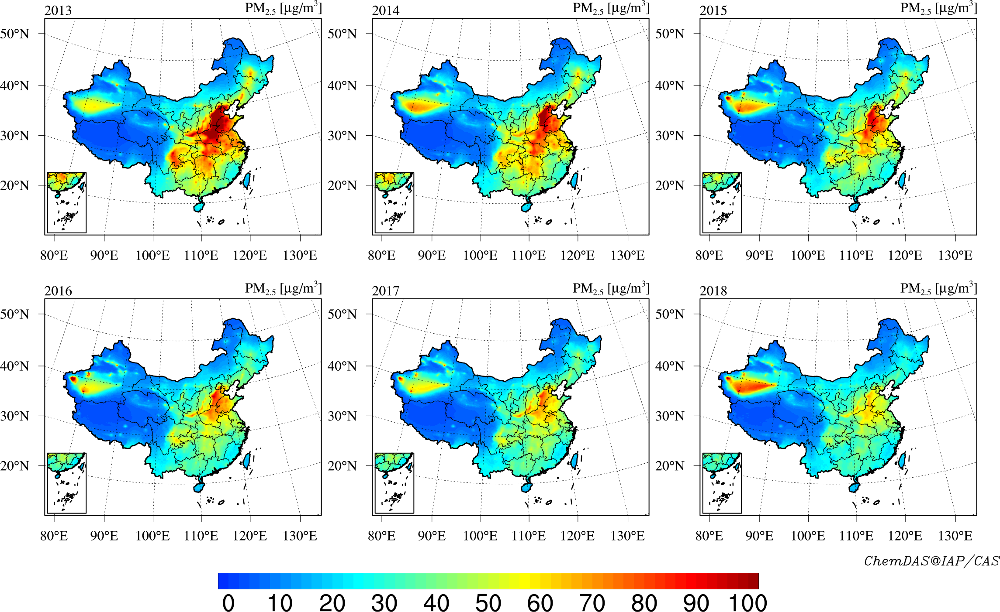 2013 PM2.5 [μg/m³]
2014 PM2.5 [μg/m³]
2015 PM2.5 [μg/m³]
50°N 50°N 50°N
40°N 40°N 40°N
30°N 30°N 30°N
20°N 20°N 20°N
80°E 90°E 100°E 110°E 120°E 130°E
80°E 90°E 100°E 110°E 120°E 130°E
80°E 90°E 100°E 110°E 120°E 130°E
2016 PM2.5 [μg/m³]
2017 PM2.5 [μg/m³]
2018 PM2.5 [μg/m³]
50°N 50°N 50°N
40°N 40°N 40°N
30°N 30°N 30°N
20°N 20°N 20°N
80°E 90°E 100°E 110°E 120°E 130°E
80°E 90°E 100°E 110°E 120°E 130°E
80°E 90°E 100°E 110°E 120°E 130°E
ChemDAS@IAP/CAS
0 10 20 30 40 50 60 70 80 90 100